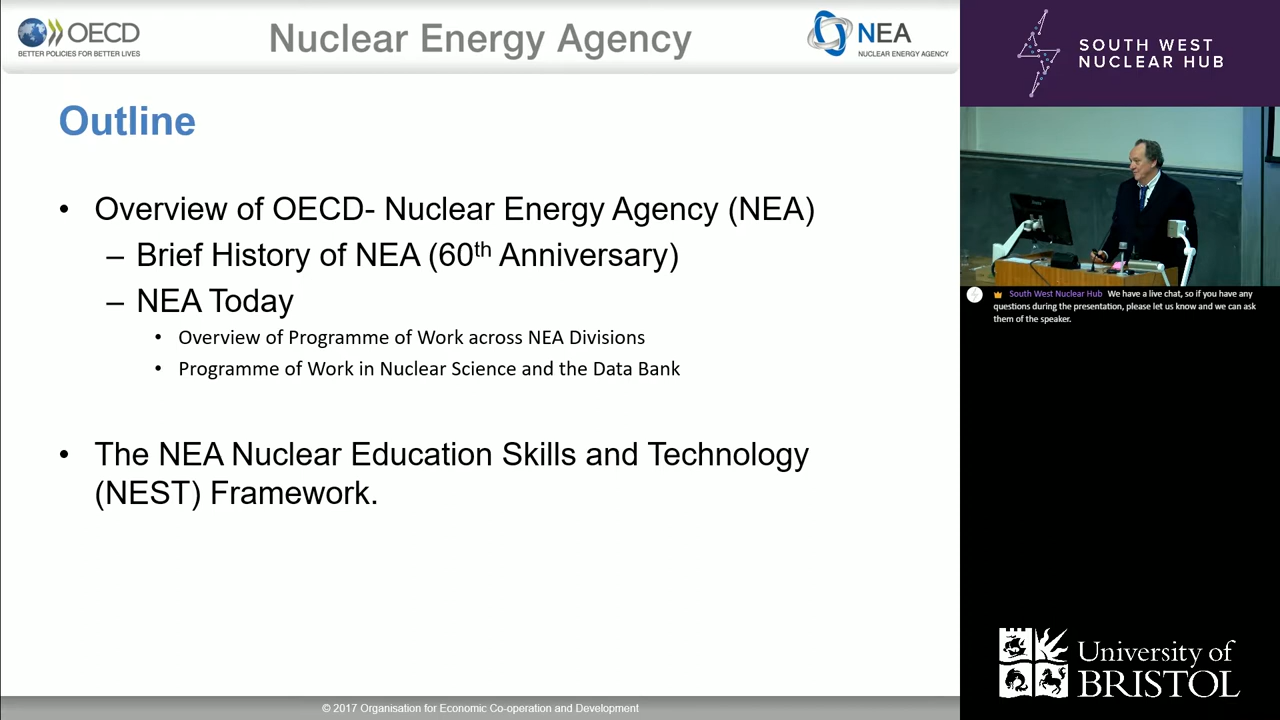 OECD
BETTER POLICIES FOR BETTER LIVES
Nuclear Energy Agency
NEA
NUCLEAR ENERGY AGENCY
Outline
• Overview of OECD- Nuclear Energy Agency (NEA)
– Brief History of NEA (60th Anniversary)
– NEA Today
• Overview of Programme of Work across NEA Divisions
• Programme of Work in Nuclear Science and the Data Bank
• The NEA Nuclear Education Skills and Technology
(NEST) Framework.
© 2017 Organisation for Economic Co-operation and Development
SOUTH WEST
NUCLEAR HUB
South West Nuclear Hub We have a live chat, so if you have any
questions during the presentation, please let us know and we can ask
them of the speaker.
University of
BRISTOL